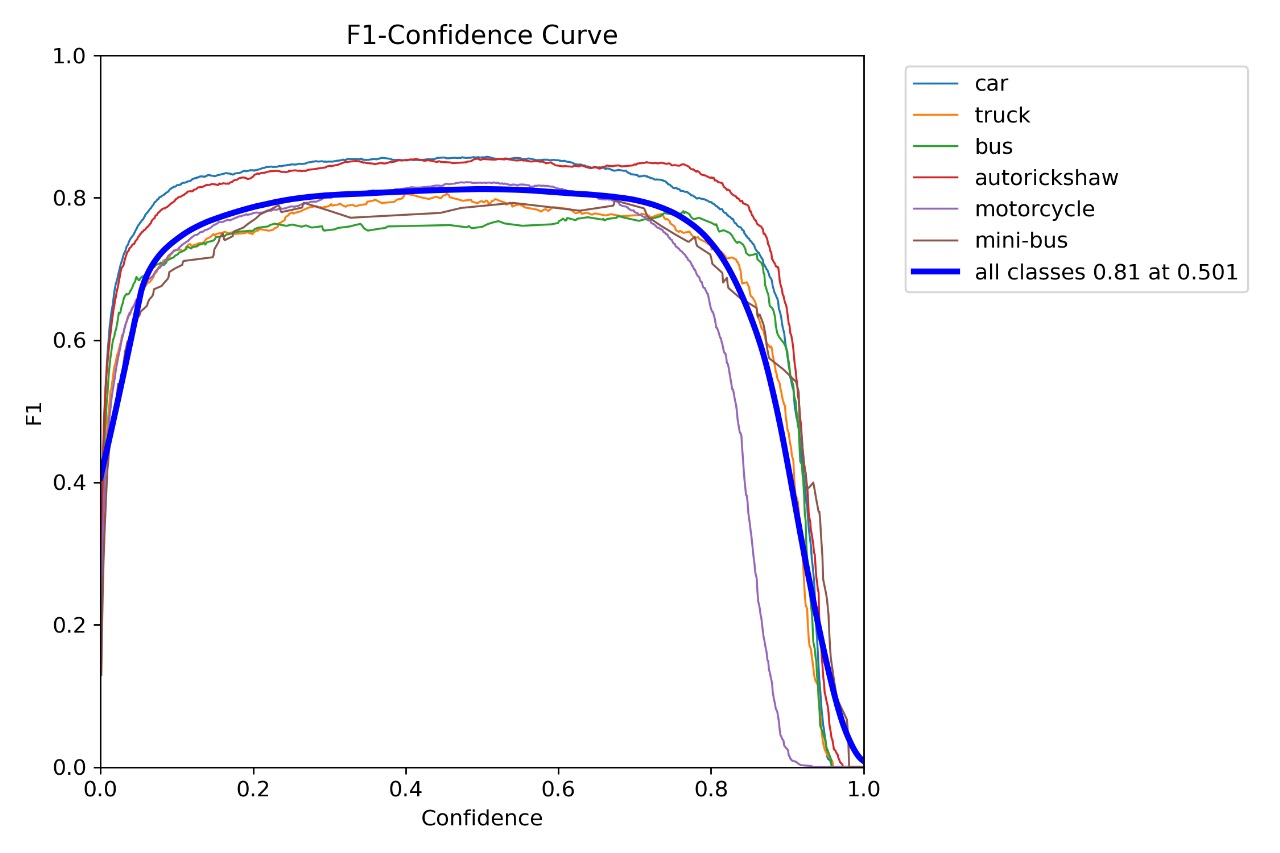 F1-Confidence Curve
1.0
0.8
0.6
0.4
0.2
0.0
F1
0.0 0.2 0.4 0.6 0.8 1.0
Confidence
car
truck
bus
autorickshaw
motorcycle
mini-bus
all classes 0.81 at 0.501